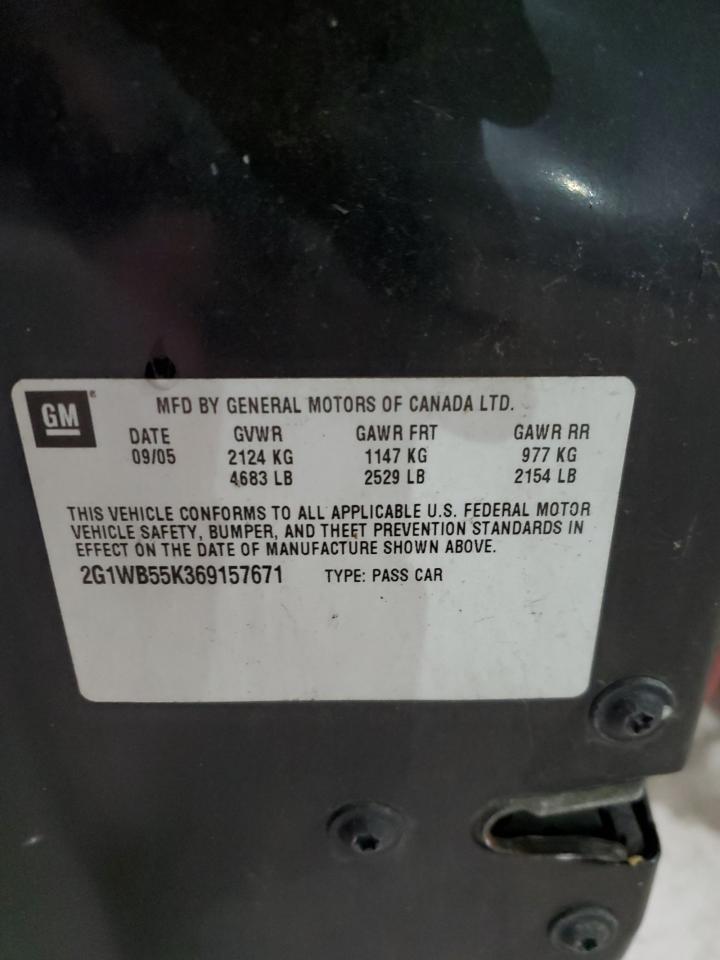 GM®
MFD BY GENERAL MOTORS OF CANADA LTD.
DATE GVWR GAWR FRT GAWR RR
09/05 2124 KG 1147 KG 977 KG
4683 LB 2529 LB 2154 LB
THIS VEHICLE CONFORMS TO ALL APPLICABLE U.S. FEDERAL MOTOR
VEHICLE SAFETY, BUMPER, AND THEFT PREVENTION STANDARDS IN
EFFECT ON THE DATE OF MANUFACTURE SHOWN ABOVE.
2G1WB55K369157671 TYPE: PASS CAR